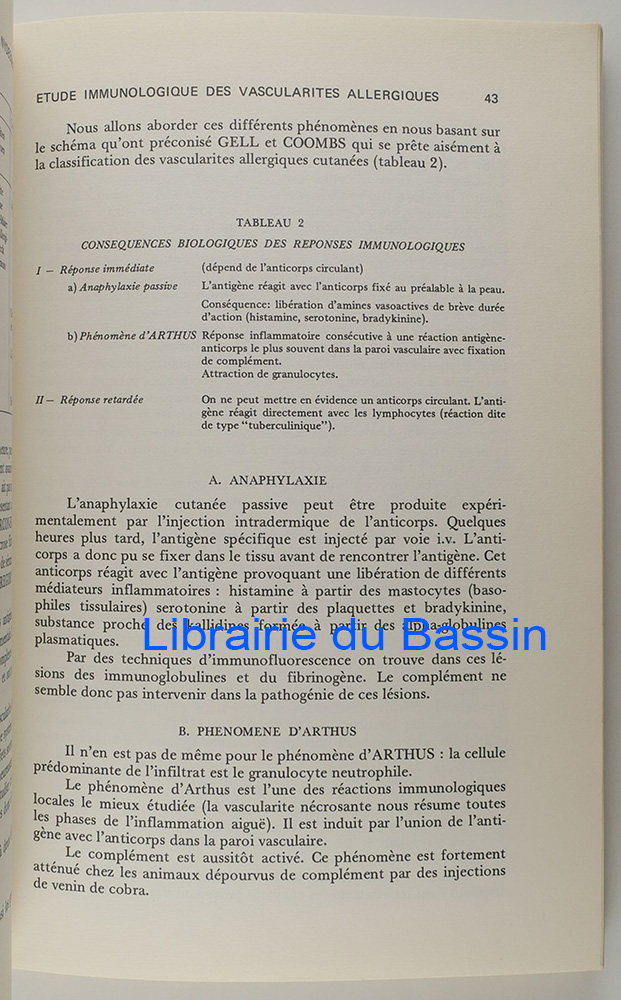 ETUDE IMMUNOLOGIQUE DES VASCULARITES ALLERGIQUES 43
Nous allons aborder ces différents phénomènes en nous basant sur
le schéma qu'ont préconisé GELL et COOMBS qui se prête aisément à
la classification des vascularites allergiques cutanées (tableau 2).
TABLEAU 2
CONSEQUENCES BIOLOGIQUES DES REPONSES IMMUNOLOGIQUES
I — Réponse immédiate (dépend de l'anticorps circulant)
a) Anaphylaxie passive L'antigène réagit avec l'anticorps fixé au préalable à la peau.
Conséquence: libération d'amines vasoactives de brève durée
d'action (histamine, serotonine, bradykinine).
b) Phénomène d'ARTHUS Réponse inflammatoire consécutive à une réaction antigène-
anticorps le plus souvent dans la paroi vasculaire avec fixation
de complément.
Attraction de granulocytes.
II — Réponse retardée On ne peut mettre en évidence un anticorps circulant. L'anti-
gène réagit directement avec les lymphocytes (réaction dite
de type "tuberculinique").
A. ANAPHYLAXIE
L'anaphylaxie cutanée passive peut être produite expéri-
mentalement par l'injection intradermique de l'anticorps. Quelques
heures plus tard, l'antigène spécifique est injecté par voie i.v. L'anti-
corps a donc pu se fixer dans le tissu avant de rencontrer l'antigène. Cet
anticorps réagit avec l'antigène provoquant une libération de différents
médiateurs inflammatoires : histamine à partir des mastocytes (baso-
philes tissulaires) serotonine à partir des plaquettes et bradykinine,
substance proche des kallidines formée à partir des alpha-globulines
plasmatiques.
Librairie du Bassin
Par des techniques d'immunofluorescence on trouve dans ces lé-
sions des immunoglobulines et du fibrinogène. Le complément ne
semble donc pas intervenir dans la pathogénie de ces lésions.
B. PHENOMENE D'ARTHUS
Il n'en est pas de même pour le phénomène d'ARTHUS : la cellule
prédominante de l'infiltrat est le granulocyte neutrophile.
Le phénomène d'Arthus est l'une des réactions immunologiques
locales le mieux étudiée (la vascularite nécrosante nous résume toutes
les phases de l'inflammation aiguë). Il est induit par l'union de l'anti-
gène avec l'anticorps dans la paroi vasculaire.
Le complément est aussitôt activé. Ce phénomène est fortement
atténué chez les animaux dépourvus de complément par des injections
de venin de cobra.